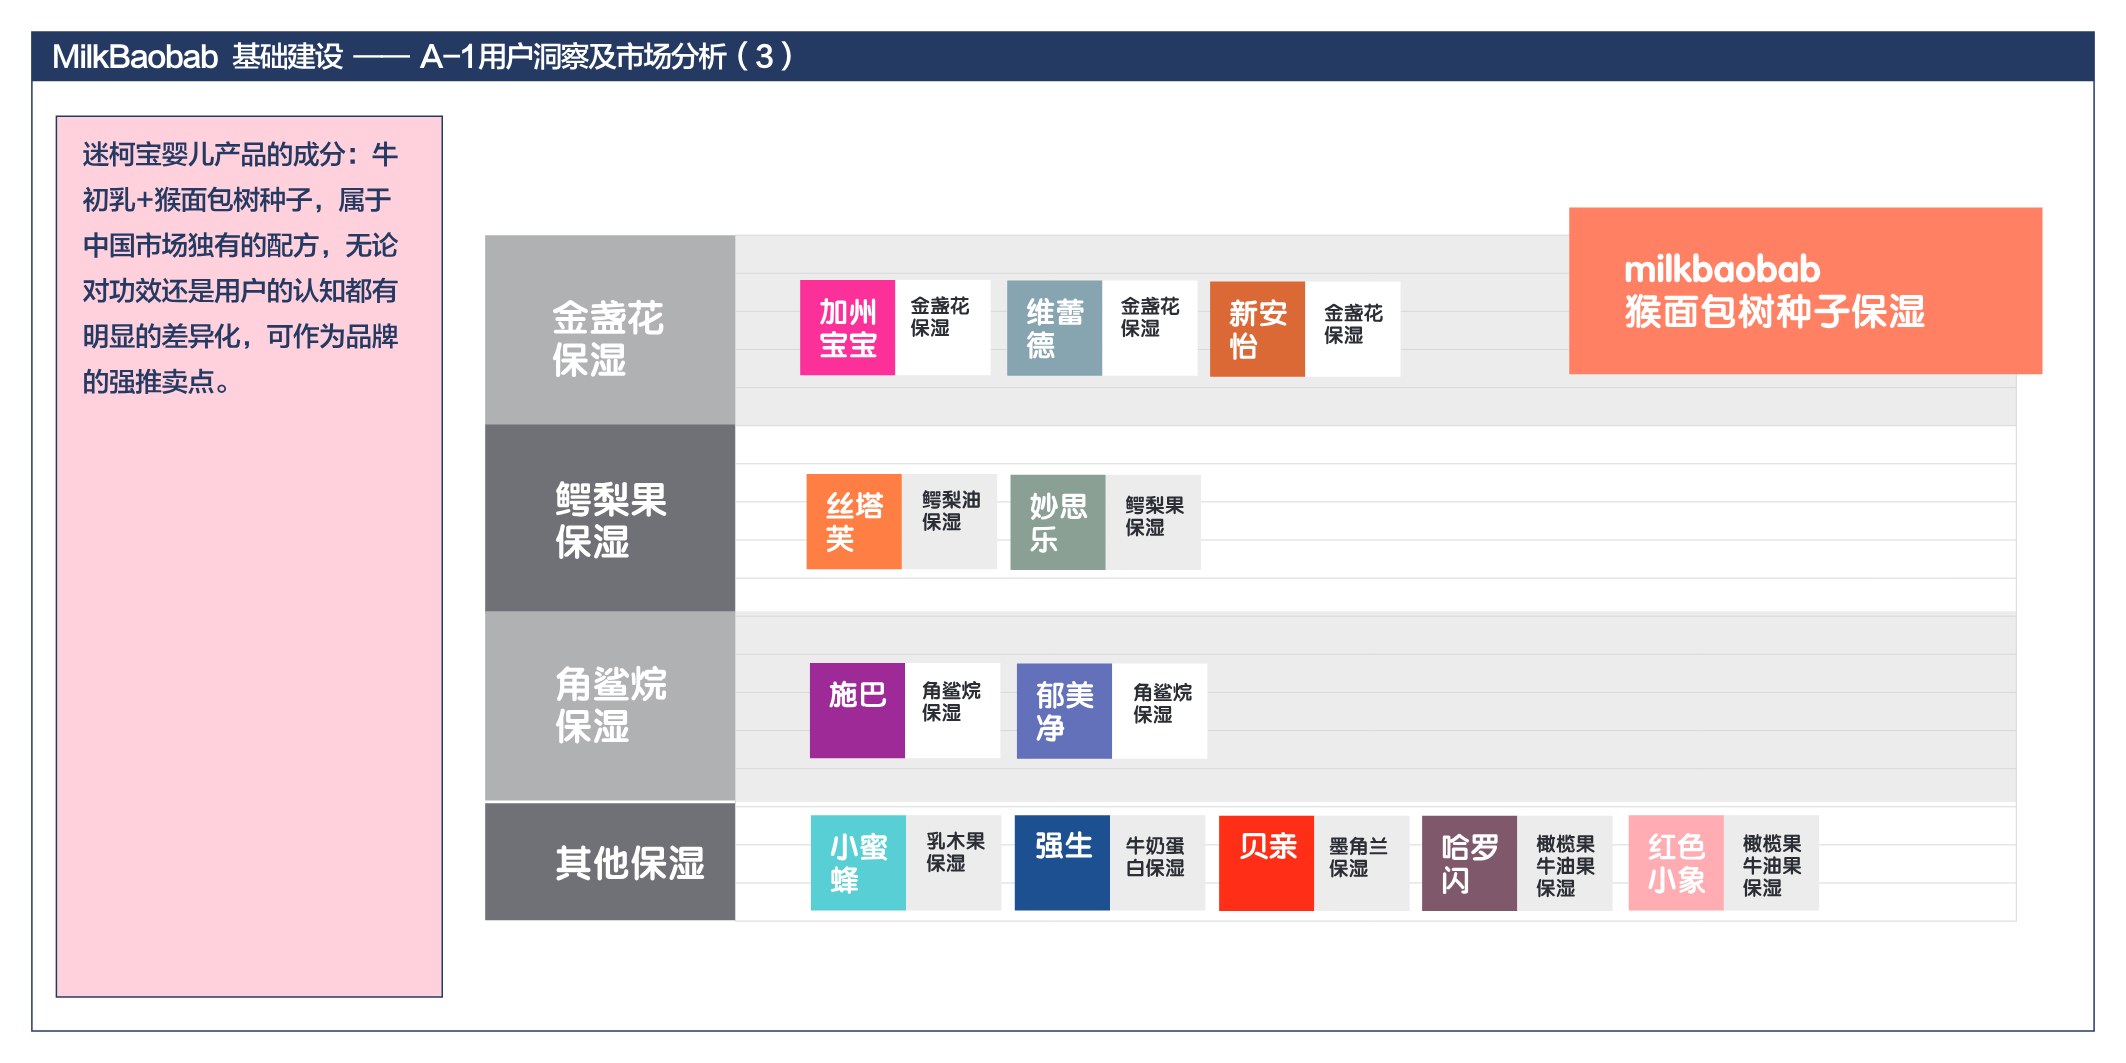 MilkBaobab 基础建设 —— A-1用户洞察及市场分析（3）
迷柯宝婴儿产品的成分：牛
初乳+猴面包树种子，属于
中国市场独有的配方，无论
对功效还是用户的认知都有
明显的差异化，可作为品牌
的强推卖点。
milkbaobab
猴面包树种子保湿
金盏花
保湿
加州
宝宝
金盏花
保湿
维蕾
德
金盏花
保湿
新安
怡
金盏花
保湿
鳄梨果
保湿
丝塔
芙
鳄梨油
保湿
妙思
乐
鳄梨果
保湿
角鲨烷
保湿
施巴
角鲨烷
保湿
郁美
净
角鲨烷
保湿
其他保湿
小蜜
蜂
乳木果
保湿
强生
牛奶蛋
白保湿
贝亲
墨角兰
保湿
哈罗
闪
橄榄果
牛油果
保湿
红色
小象
橄榄果
牛油果
保湿